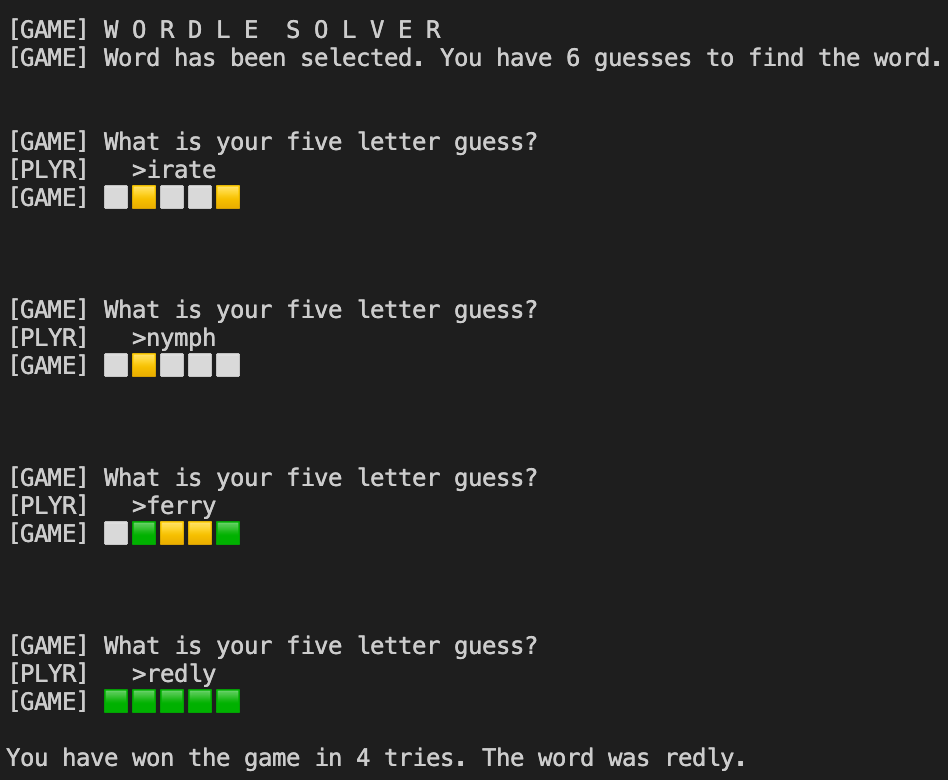 [GAME] W O R D L E  S O L V E R
[GAME] Word has been selected. You have 6 guesses to find the word.
[GAME] What is your five letter guess?
[PLYR]   >irate
[GAME] ⬜🟨⬜⬜🟨
[GAME] What is your five letter guess?
[PLYR]   >nymph
[GAME] ⬜🟨⬜⬜⬜
[GAME] What is your five letter guess?
[PLYR]   >ferry
[GAME] ⬜🟩🟨🟨🟩
[GAME] What is your five letter guess?
[PLYR]   >redly
[GAME] 🟩🟩🟩🟩🟩
You have won the game in 4 tries. The word was redly.